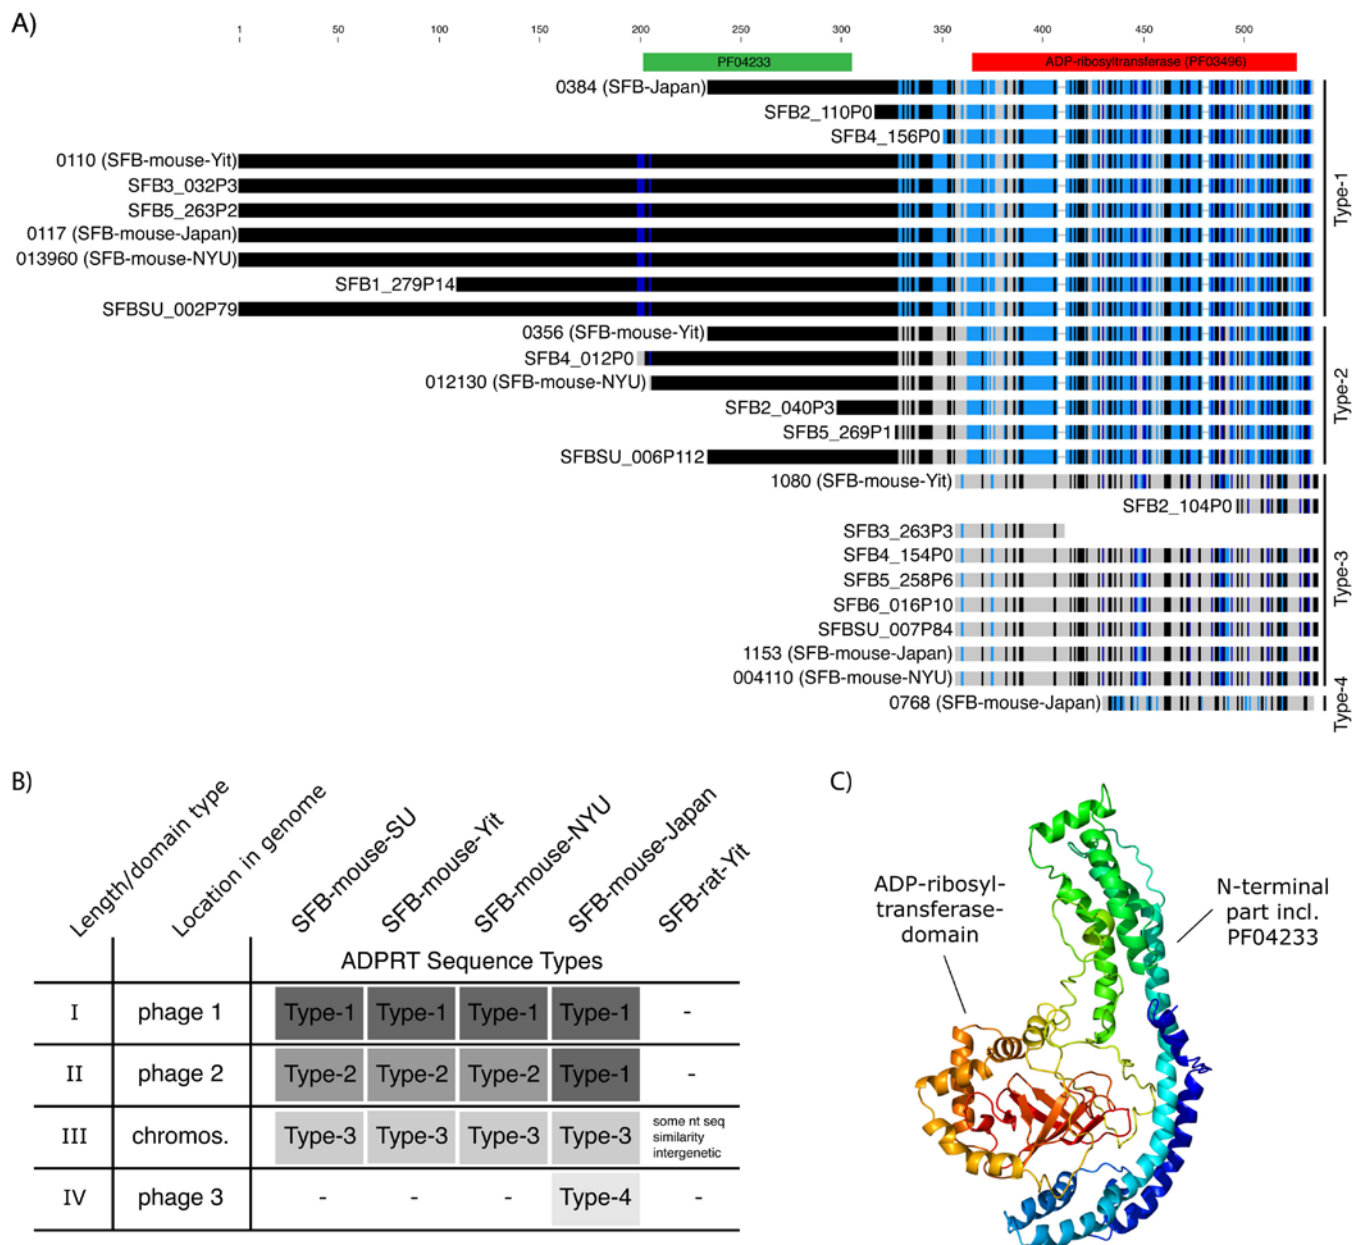 A)
1 50 100 150 200 250 300 350 400 450 500
PF04233 ADP-ribosyltransferase (PF03496)
0384 (SFB-Japan)
SFB2_110P0
SFB4_156P0
0110 (SFB-mouse-Yit)
SFB3_032P3
SFB5_263P2
0117 (SFB-mouse-Japan)
013960 (SFB-mouse-NYU)
SFB1_279P14
SFBSU_002P79
Type-1
0356 (SFB-mouse-Yit)
SFB4_012P0
012130 (SFB-mouse-NYU)
SFB2_040P3
SFB5_269P1
SFBSU_006P112
Type-2
1080 (SFB-mouse-Yit)
SFB2_104P0
SFB3_263P3
SFB4_154P0
SFB5_258P6
SFB6_016P10
SFBSU_007P84
1153 (SFB-mouse-Japan)
004110 (SFB-mouse-NYU)
Type-3
0768 (SFB-mouse-Japan)
Type-4
B)
Length/domain type
Location in genome
SFB-mouse-SU
SFB-mouse-Yit
SFB-mouse-NYU
SFB-mouse-Japan
SFB-rat-Yit
ADPRT Sequence Types
I phage 1 Type-1 Type-1 Type-1 Type-1 -
II phage 2 Type-2 Type-2 Type-2 Type-1 -
III chromos. Type-3 Type-3 Type-3 Type-3 some nt seq
similarity
intergenetic
IV phage 3 - - - Type-4 -
C)
ADP-ribosyl-
transferase-
domain
N-terminal
part incl.
PF04233